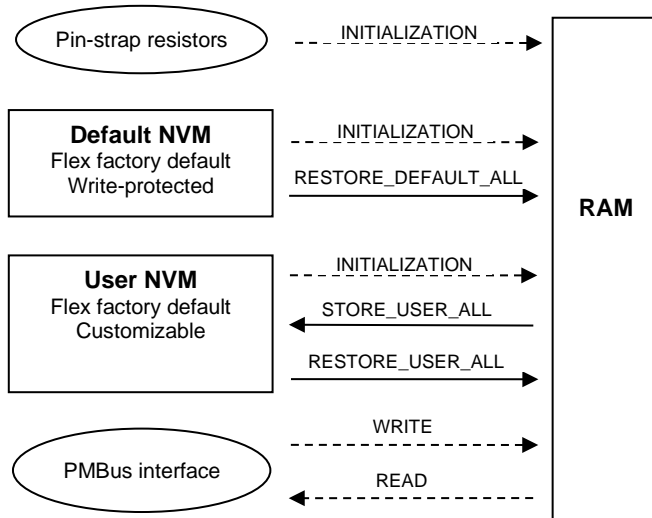 Pin-strap resistors
INITIALIZATION
Default NVM
Flex factory default
Write-protected
INITIALIZATION
RESTORE_DEFAULT_ALL
RAM
User NVM
Flex factory default
Customizable
INITIALIZATION
STORE_USER_ALL
RESTORE_USER_ALL
PMBus interface
WRITE
READ